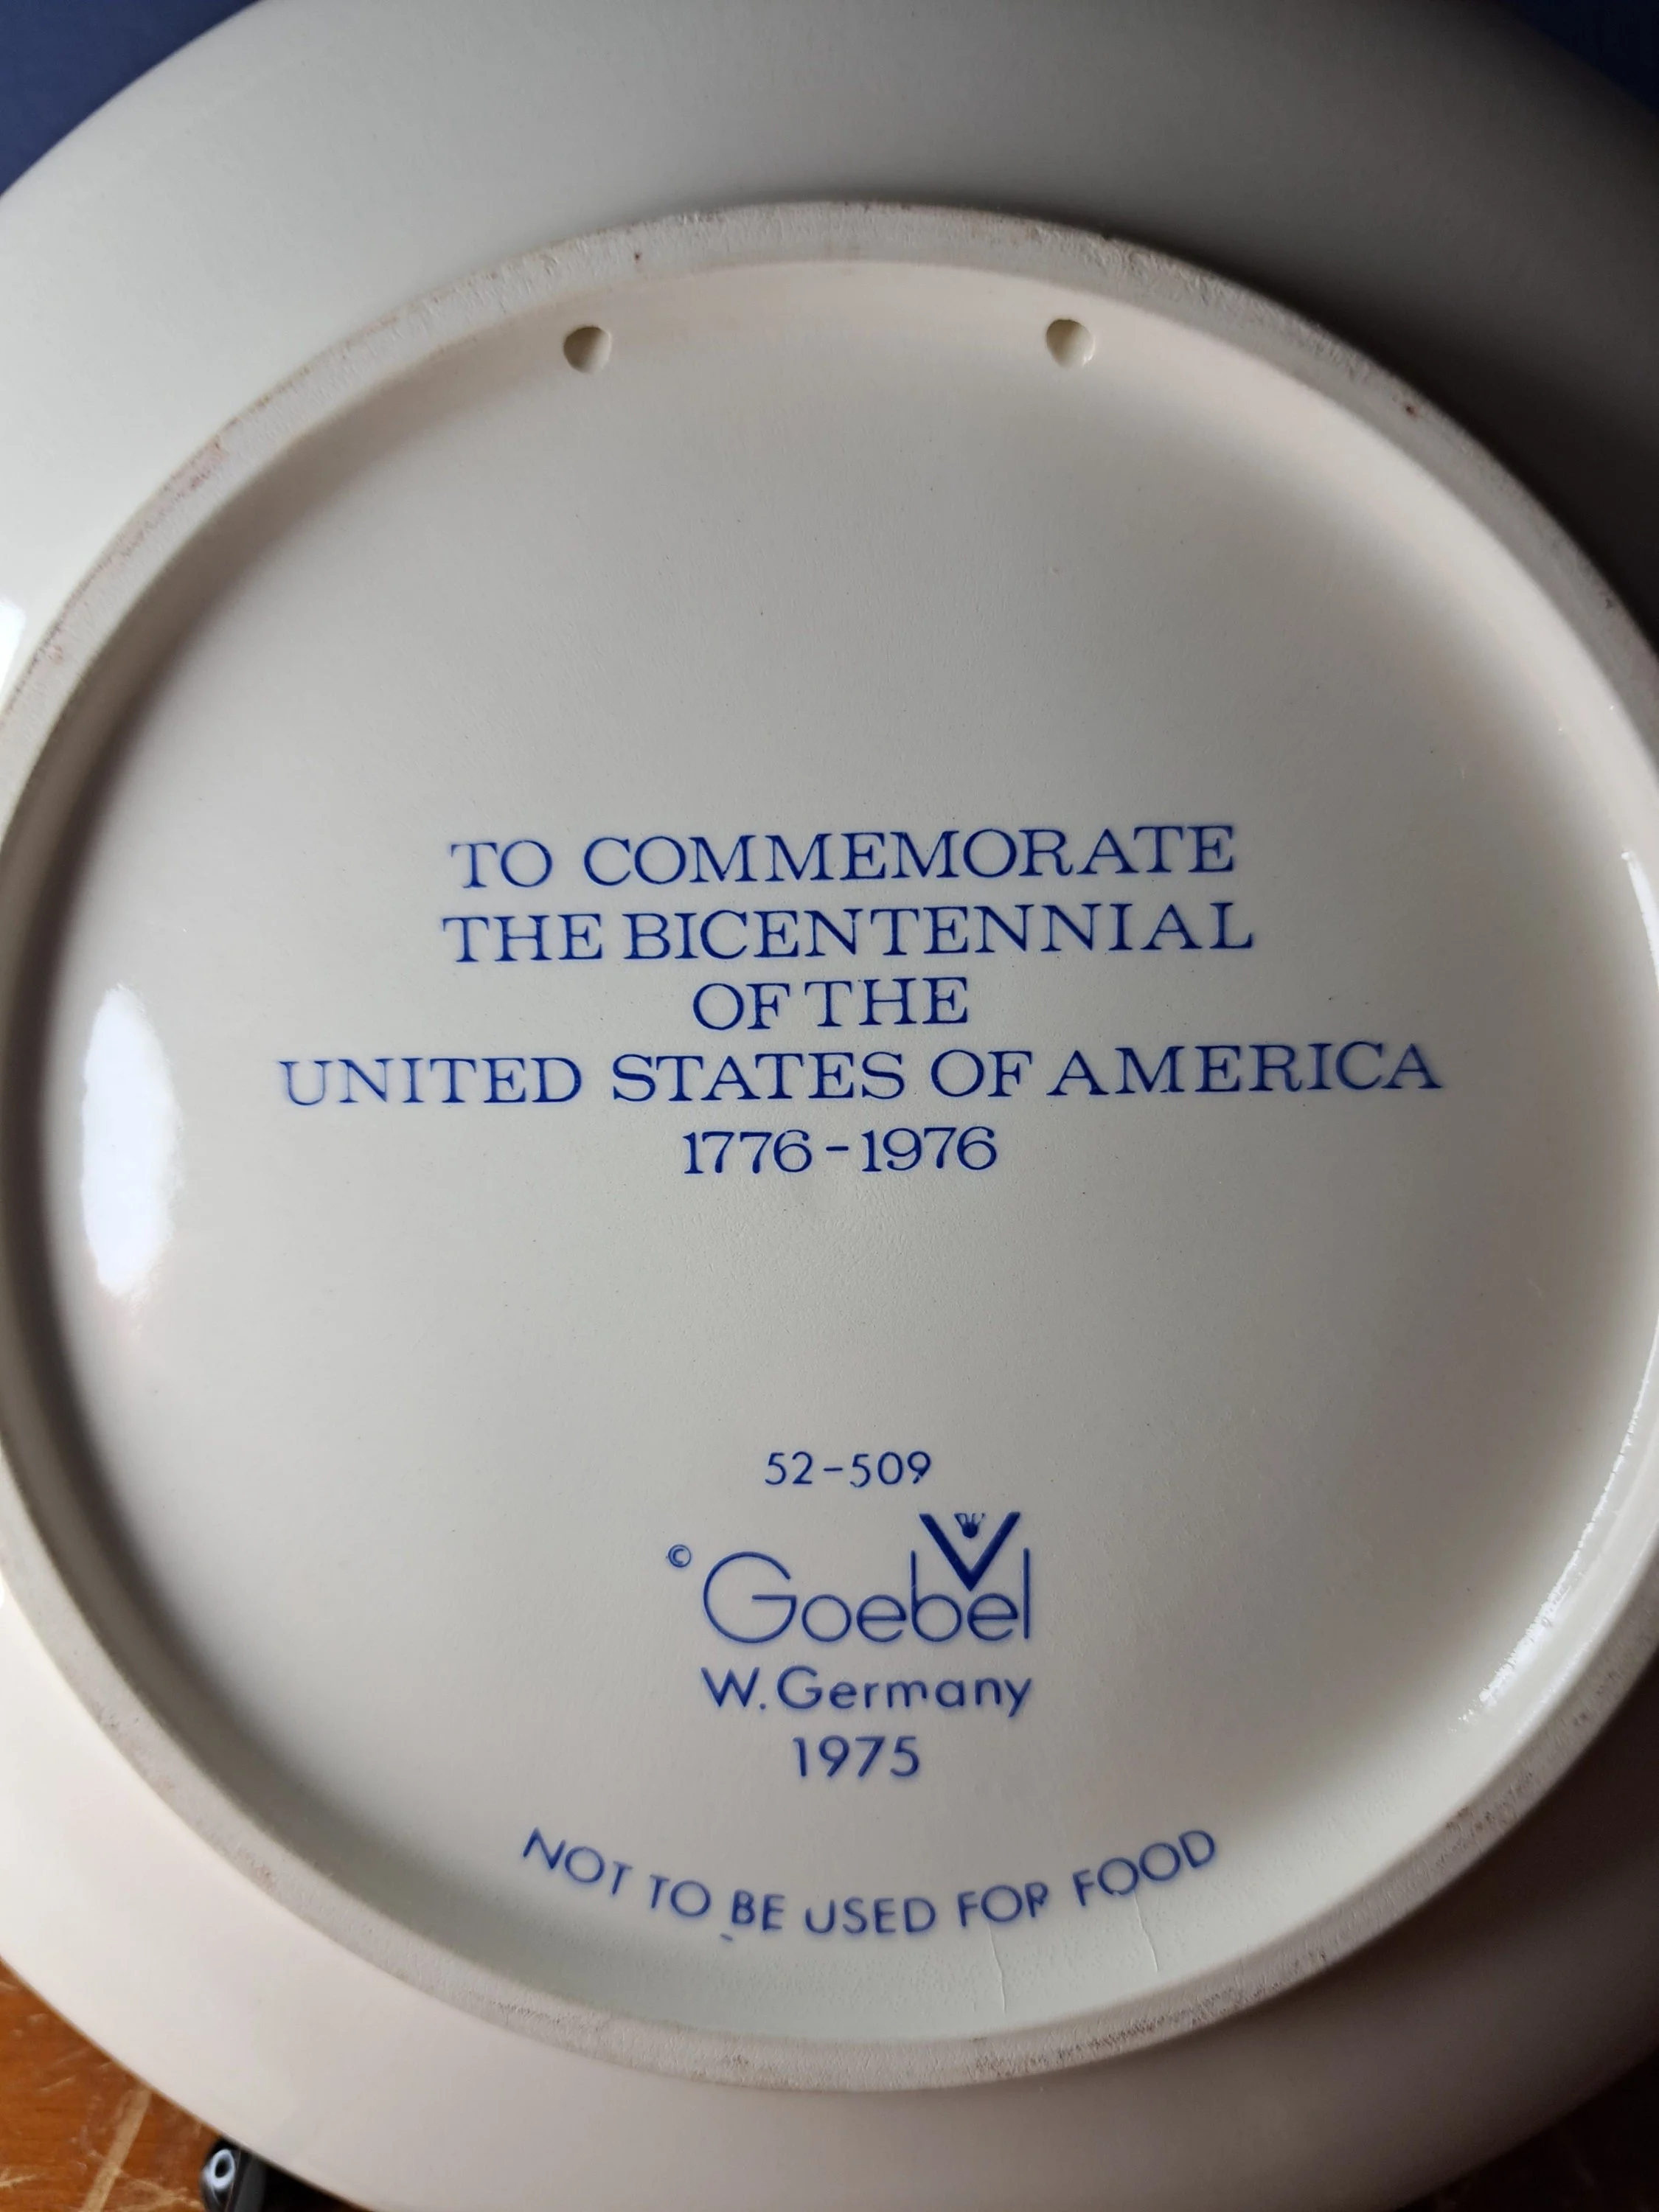 TO COMMEMORATE
THE BICENTENNIAL
OF THE
UNITED STATES OF AMERICA
1776-1976
52-509
© Goebel
W. Germany
1975
NOT TO BE USED FOR FOOD